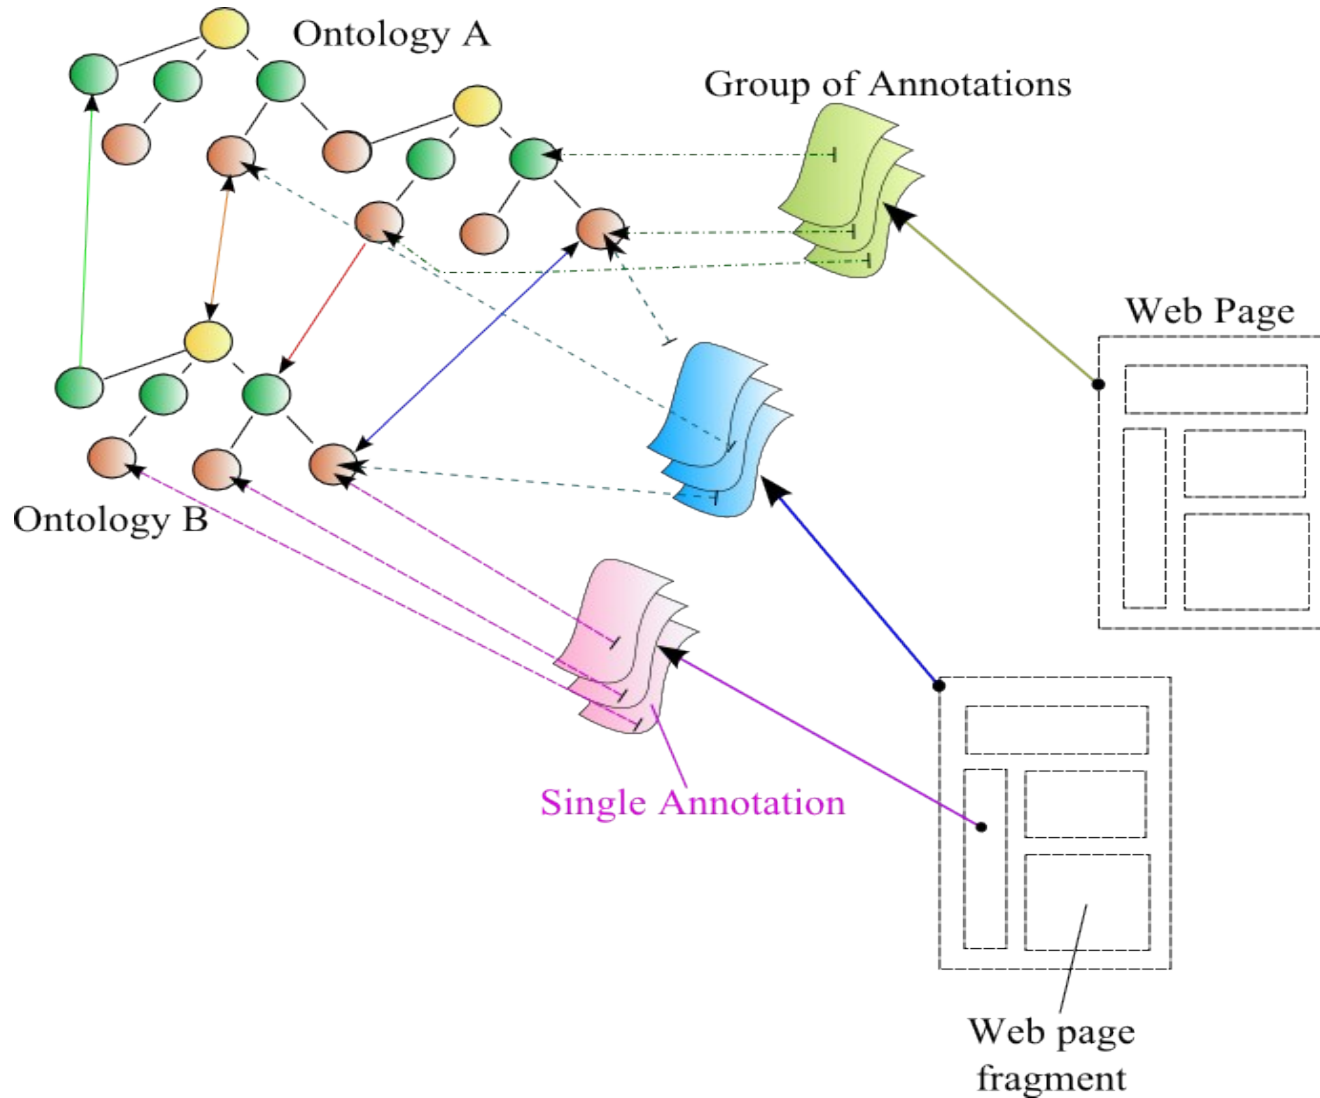 Ontology A
Group of Annotations
Web Page
Ontology B
Single Annotation
Web page
fragment